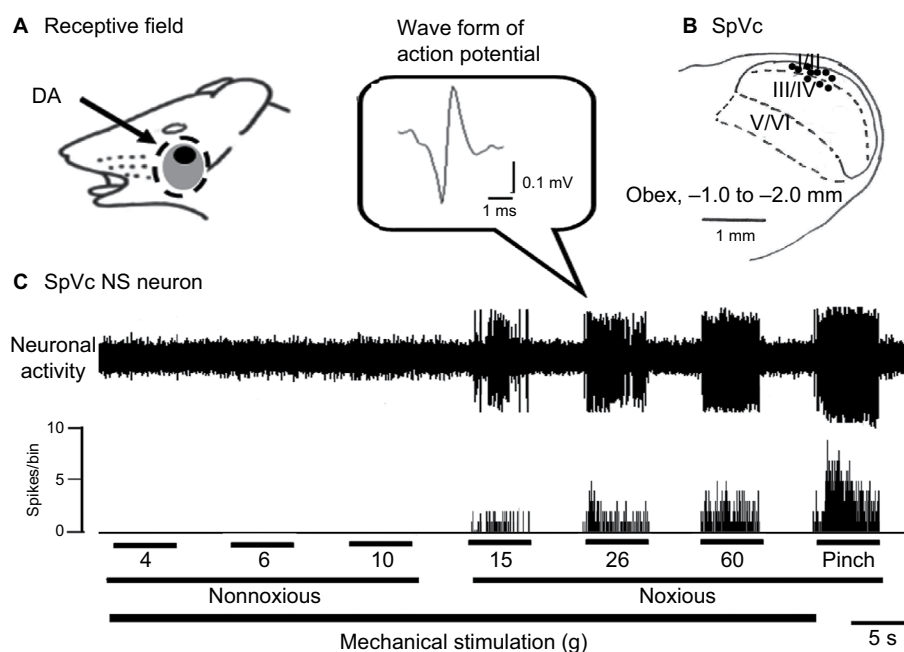 A Receptive field
DA
Wave form of
action potential
0.1 mV
1 ms
B SpVc
I/II
III/IV
V/VI
Obex, –1.0 to –2.0 mm
1 mm
C SpVc NS neuron
Neuronal
activity
Spikes/bin
10
5
0
4 6 10 15 26 60 Pinch
Nonnoxious Noxious
Mechanical stimulation (g)
5 s